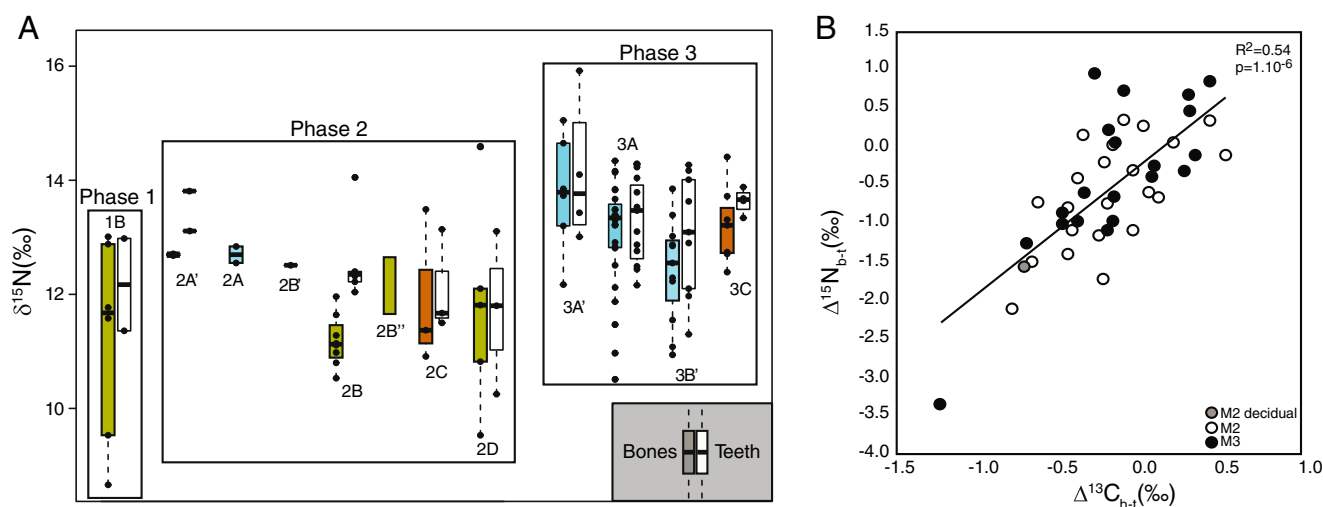 A
δ15N(‰)
16
14
12
10
Phase 1
1B
Phase 2
2A'
2A
2B'
2B
2B''
2C
2D
Phase 3
3A'
3A
3B'
3C
Bones
Teeth
B
Δ15Nb-t(‰)
1.5
1.0
0.5
0.0
-0.5
-1.0
-1.5
-2.0
-2.5
-3.0
-3.5
-4.0
R2=0.54
p=1.10-6
M2 decidual
M2
M3
-1.5
-0.5
0.0
0.5
1.0
Δ13Cb-t(‰)